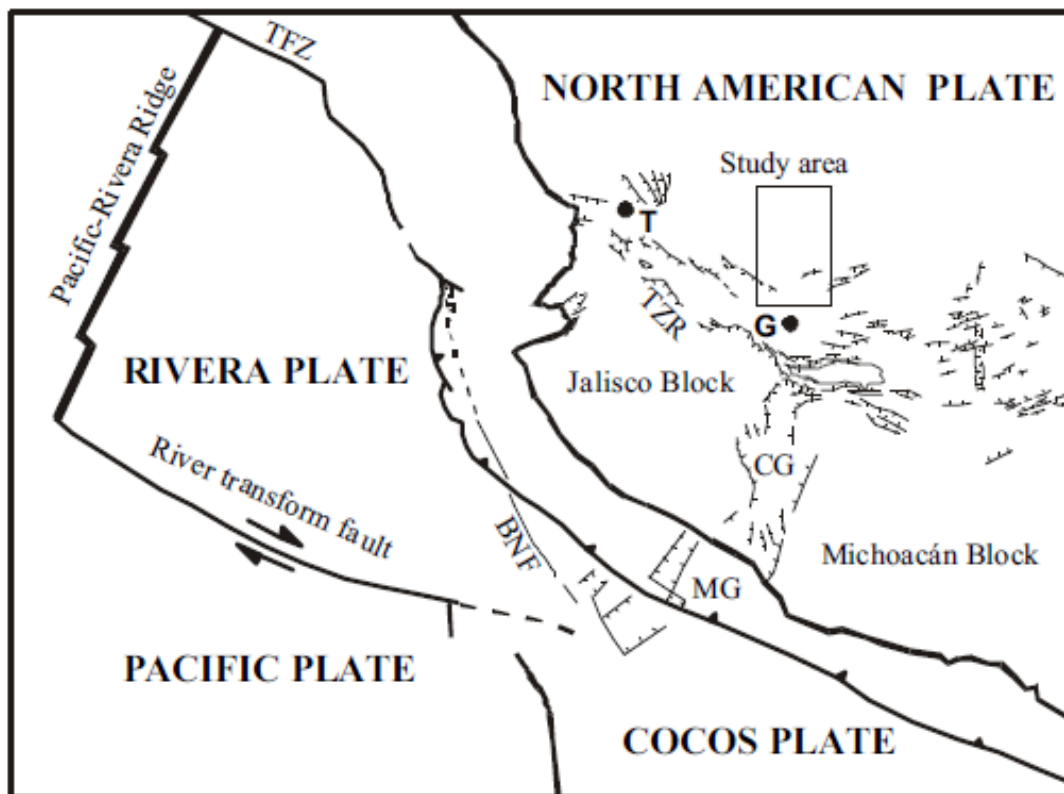 TFZ
NORTH AMERICAN PLATE
Pacific-Rivera Ridge
Study area
T
TZR
G
RIVERA PLATE
Jalisco Block
River transform fault
CG
BNF
Michoacán Block
MG
PACIFIC PLATE
COCOS PLATE